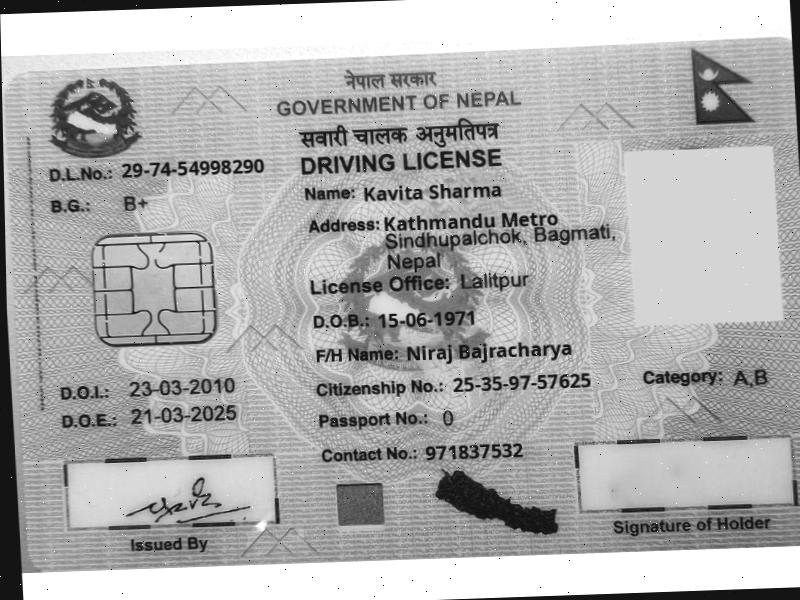 नेपाल सरकार
GOVERNMENT OF NEPAL
सवारी चालक अनुमतिपत्र
DRIVING LICENSE
D.L.No.: 29-74-54998290
B.G.: B+
Name: Kavita Sharma
Address: Kathmandu Metro
Sindhupalchok, Bagmati,
Nepal
License Office: Lalitpur
D.O.B.: 15-06-1971
F/H Name: Niraj Bajracharya
D.O.I.: 23-03-2010
Citizenship No.: 25-35-97-57625
Category: A,B
D.O.E.: 21-03-2025
Passport No.: 0
Contact No.: 971837532
Issued By
Signature of Holder